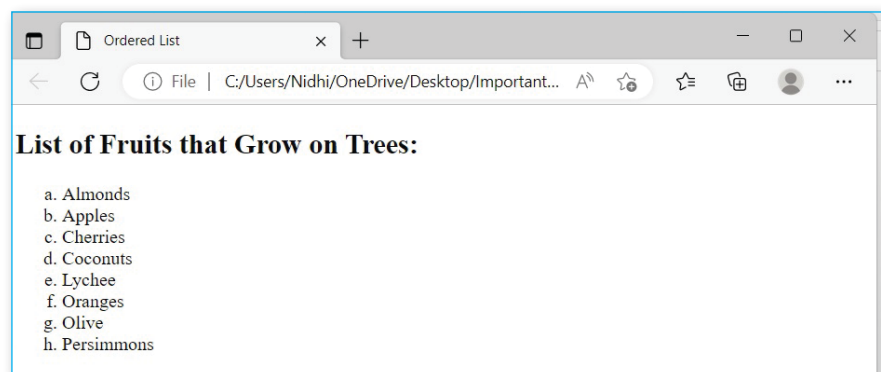 Ordered List
File | C:/Users/Nidhi/OneDrive/Desktop/Important...
List of Fruits that Grow on Trees:
a. Almonds
b. Apples
c. Cherries
d. Coconuts
e. Lychee
f. Oranges
g. Olive
h. Persimmons